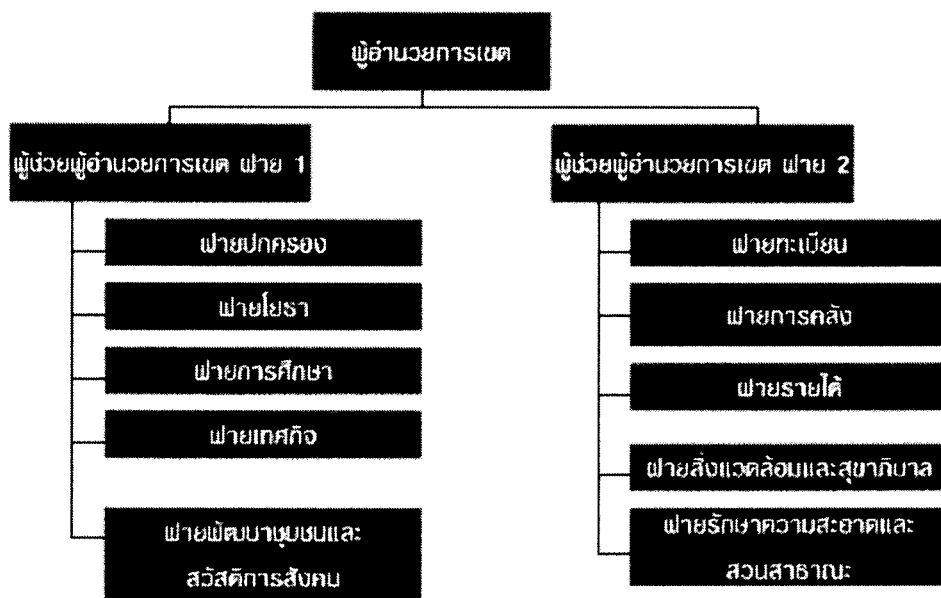 ผู้อำนวยการเขต
ผู้ช่วยผู้อำนวยการเขต ฝ่าย 1
ฝ่ายปกครอง
ฝ่ายโยธา
ฝ่ายการศึกษา
ฝ่ายเทศกิจ
ฝ่ายพัฒนาชุมชนและ
สวัสดิการสังคม
ผู้ช่วยผู้อำนวยการเขต ฝ่าย 2
ฝ่ายทะเบียน
ฝ่ายการคลัง
ฝ่ายรายได้
ฝ่ายสิ่งแวดล้อมและสุขาภิบาล
ฝ่ายรักษาความสะอาดและ
สวนสาธาณะ